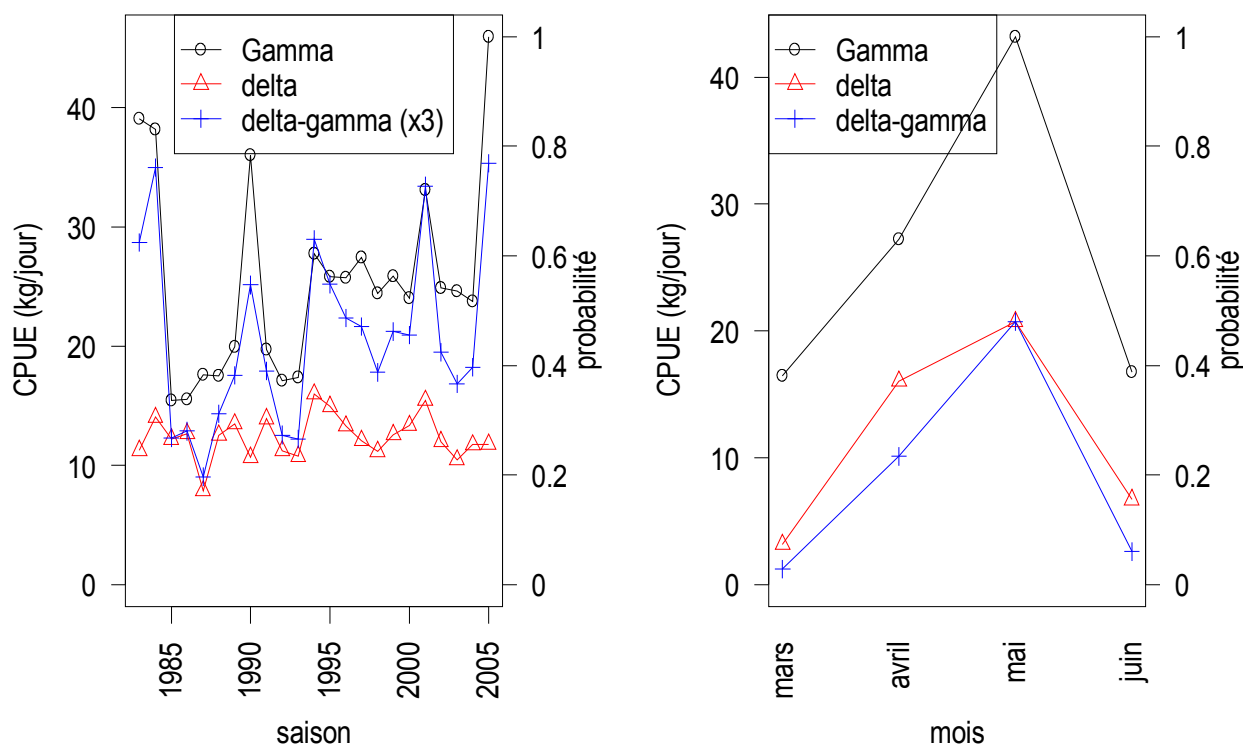 Gamma
delta
delta-gamma (x3)
CPUE (kg/jour)
40
30
20
10
0
probabilité
1
0.8
0.6
0.4
0.2
0
1985
1990
1995
2000
2005
saison
Gamma
delta
delta-gamma
CPUE (kg/jour)
40
30
20
10
0
probabilité
1
0.8
0.6
0.4
0.2
0
mars
avril
mai
juin
mois